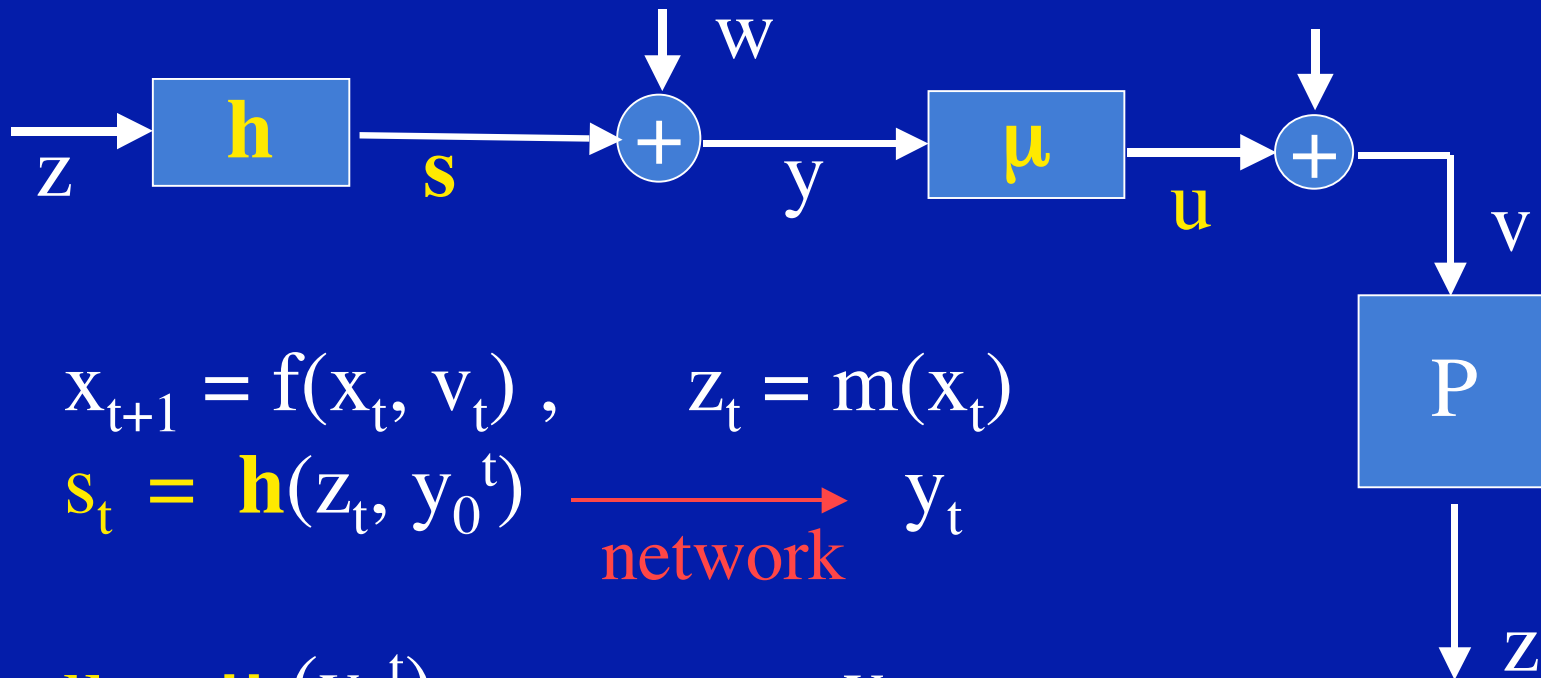 w
h
z
s
+
y
μ
u
+
v
x_{t+1} = f(x_t, v_t) , z_t = m(x_t)
P
s_t = h(z_t, y_0^t) y_t
network
z